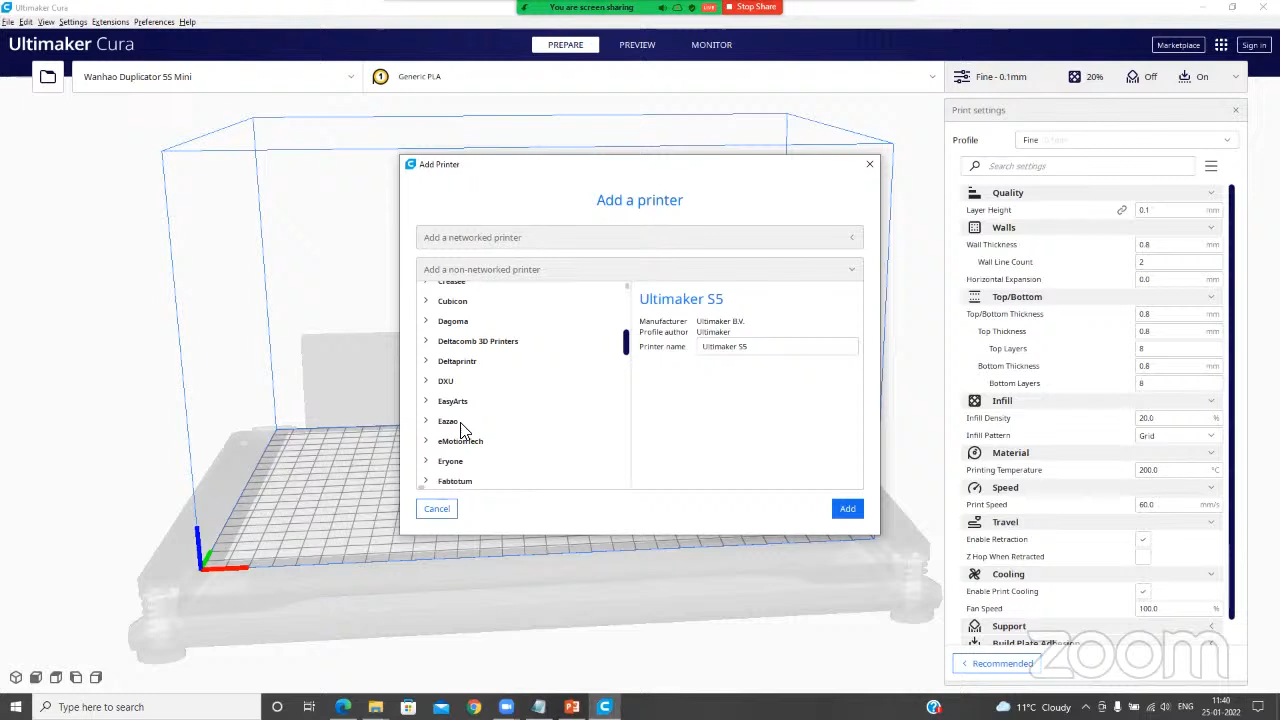 Ultimaker Cura
You are screen sharing
LIVE
Stop Share
File Edit View Settings Extensions Preferences Help
Ultimaker Cura
PREPARE
PREVIEW
MONITOR
Marketplace
Sign in
Wanhao Duplicator 5S Mini
1
Generic PLA
Fine - 0.1mm
20%
Off
On
Print settings
Profile
Fine 0.1mm
Search settings
Quality
Layer Height 0.1 mm
Walls
Wall Thickness 0.8 mm
Wall Line Count 2
Horizontal Expansion 0.0 mm
Top/Bottom
Top/Bottom Thickness 0.8 mm
Top Thickness 0.8 mm
Top Layers 8
Bottom Thickness 0.8 mm
Bottom Layers 8
Infill
Infill Density 20.0 %
Infill Pattern Grid
Material
Printing Temperature 200.0 °C
Speed
Print Speed 60.0 mm/s
Travel
Enable Retraction
Z Hop When Retracted
Cooling
Enable Print Cooling
Fan Speed 100.0 %
Support
Build Plate Adhesion
Recommended
zoom
Add Printer
Add a printer
Add a networked printer
Add a non-networked printer
Creasee
Cubicon
Dagoma
Deltacomb 3D Printers
Deltaprintr
DXU
EasyArts
Eazao
eMotionTech
Eryone
Fabtotum
Ultimaker S5
Manufacturer Ultimaker B.V.
Profile author Ultimaker
Printer name Ultimaker S5
Cancel
Add
Type here to search
11°C Cloudy
ENG
11:40
25-01-2022